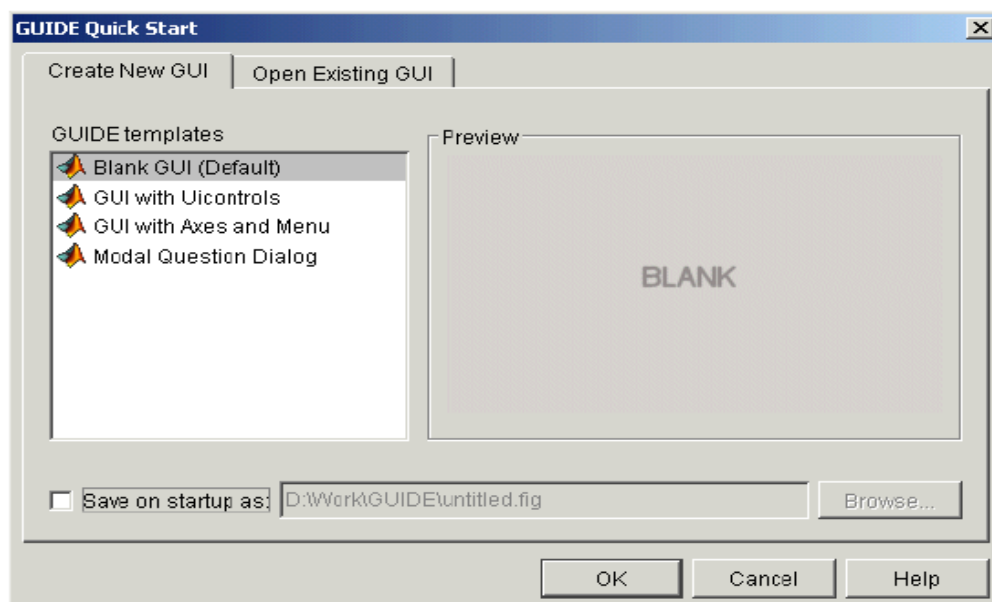 GUIDE Quick Start
Create New GUI
Open Existing GUI
GUIDE templates
Blank GUI (Default)
GUI with Uicontrols
GUI with Axes and Menu
Modal Question Dialog
Preview
BLANK
Save on startup as:
D:\Work\GUIDE\untitled.fig
Browse...
OK
Cancel
Help